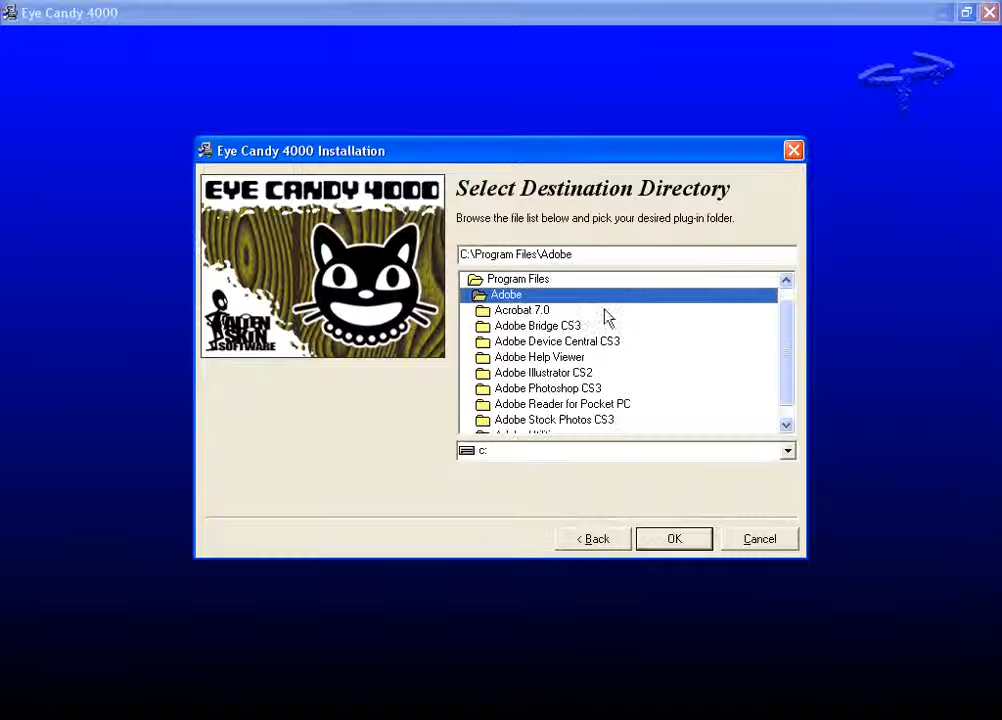 Eye Candy 4000
Eye Candy 4000 Installation
EYE CANDY 4000
ALIEN
SKIN
SOFTWARE
Select Destination Directory
Browse the file list below and pick your desired plug-in folder.
C:\Program Files\Adobe
Program Files
Adobe
Acrobat 7.0
Adobe Bridge CS3
Adobe Device Central CS3
Adobe Help Viewer
Adobe Illustrator CS2
Adobe Photoshop CS3
Adobe Reader for Pocket PC
Adobe Stock Photos CS3
c:
< Back
OK
Cancel